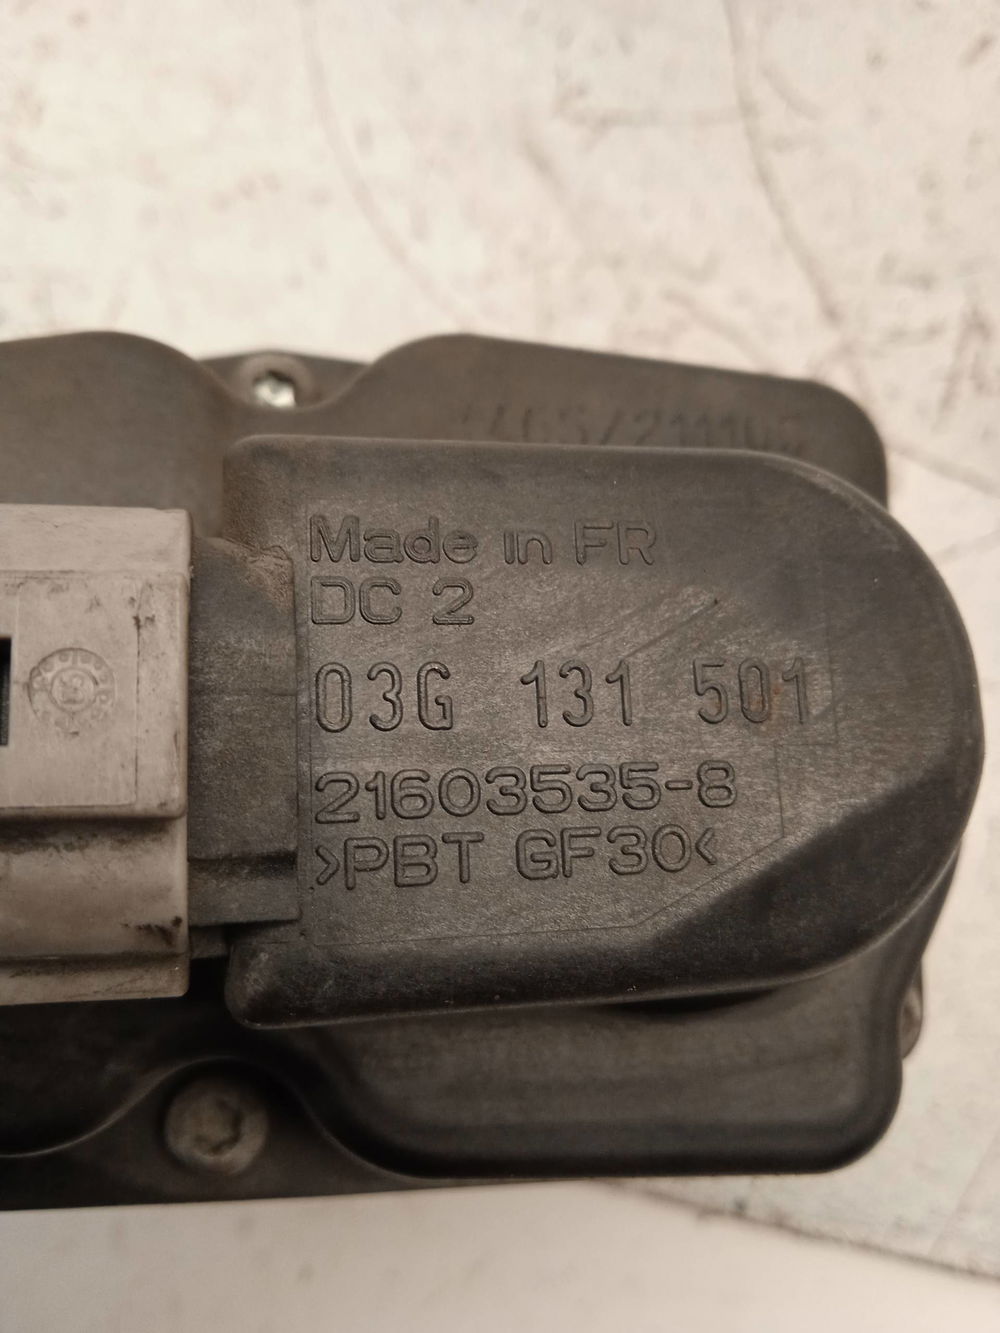 Made in FR
DC 2
03G 131 501
21603535-8
>PBT GF30<